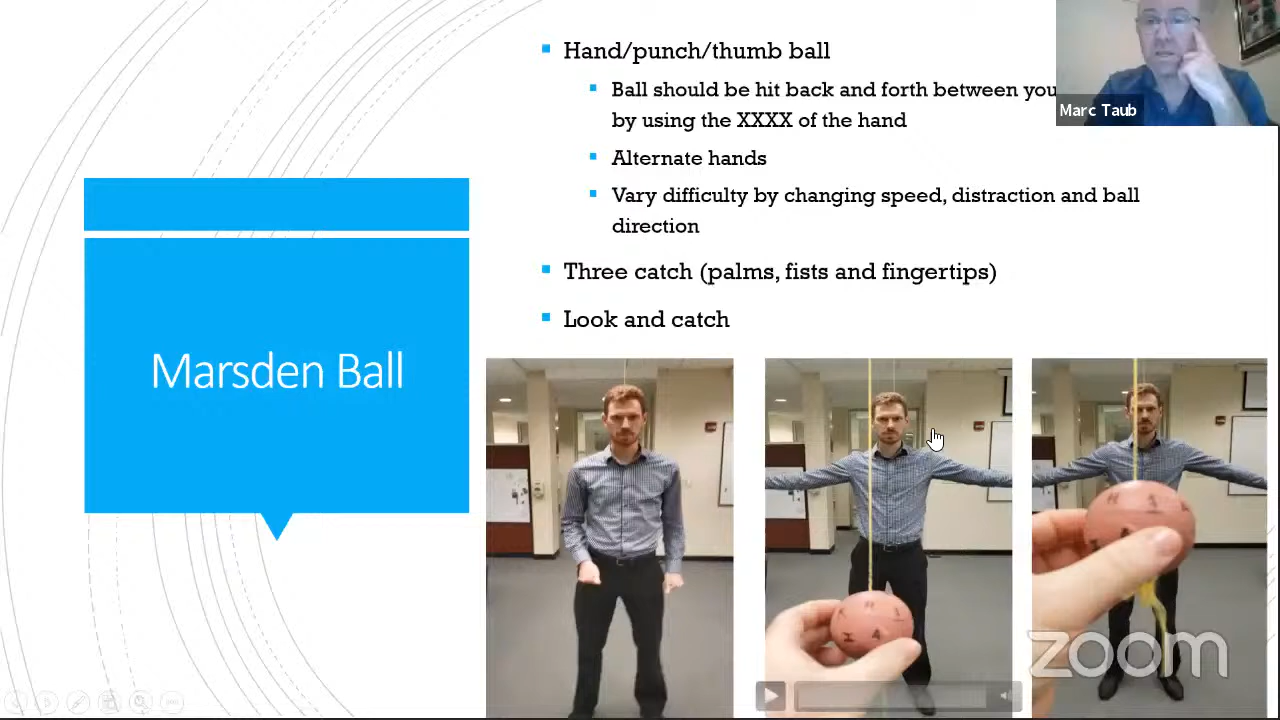 Hand/punch/thumb ball
Ball should be hit back and forth between you
by using the XXXX of the hand
Alternate hands
Vary difficulty by changing speed, distraction and ball
direction
Three catch (palms, fists and fingertips)
Look and catch
Marsden Ball
Marc Taub
zoom